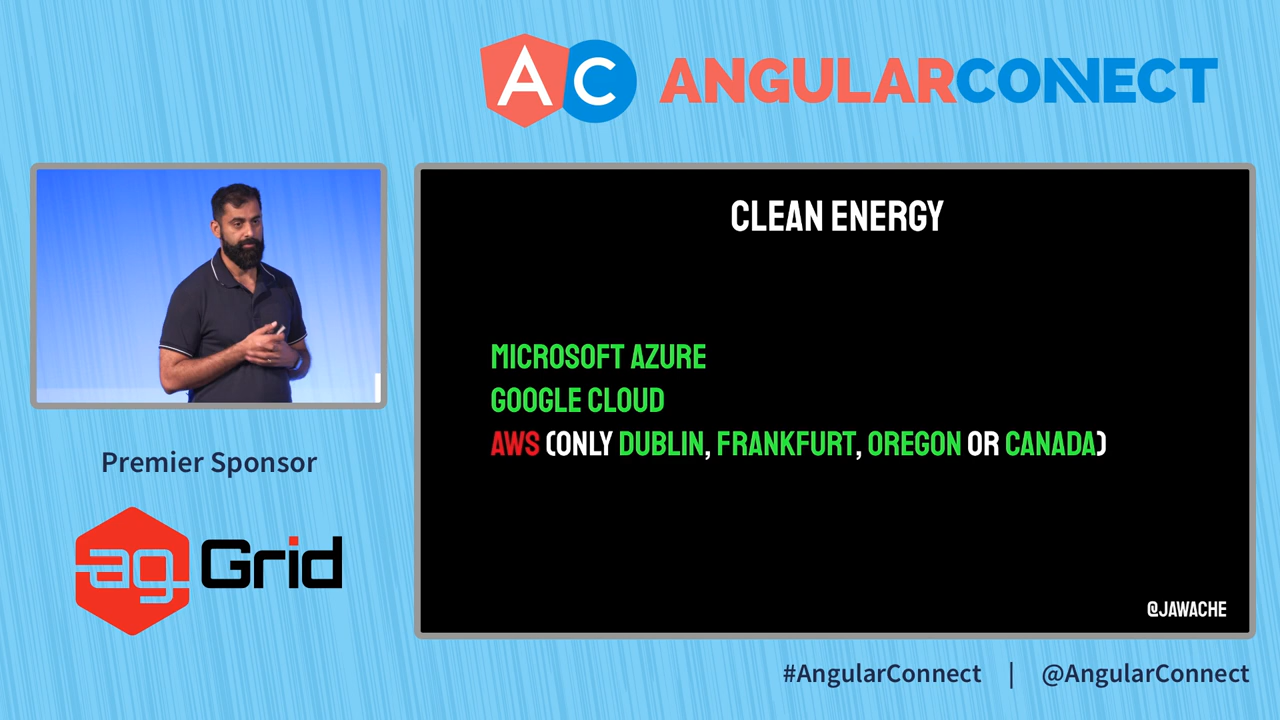 AC ANGULARCONNECT
CLEAN ENERGY
MICROSOFT AZURE
GOOGLE CLOUD
AWS (ONLY DUBLIN, FRANKFURT, OREGON OR CANADA)
@JAWACHE
Premier Sponsor
ag Grid
#AngularConnect | @AngularConnect